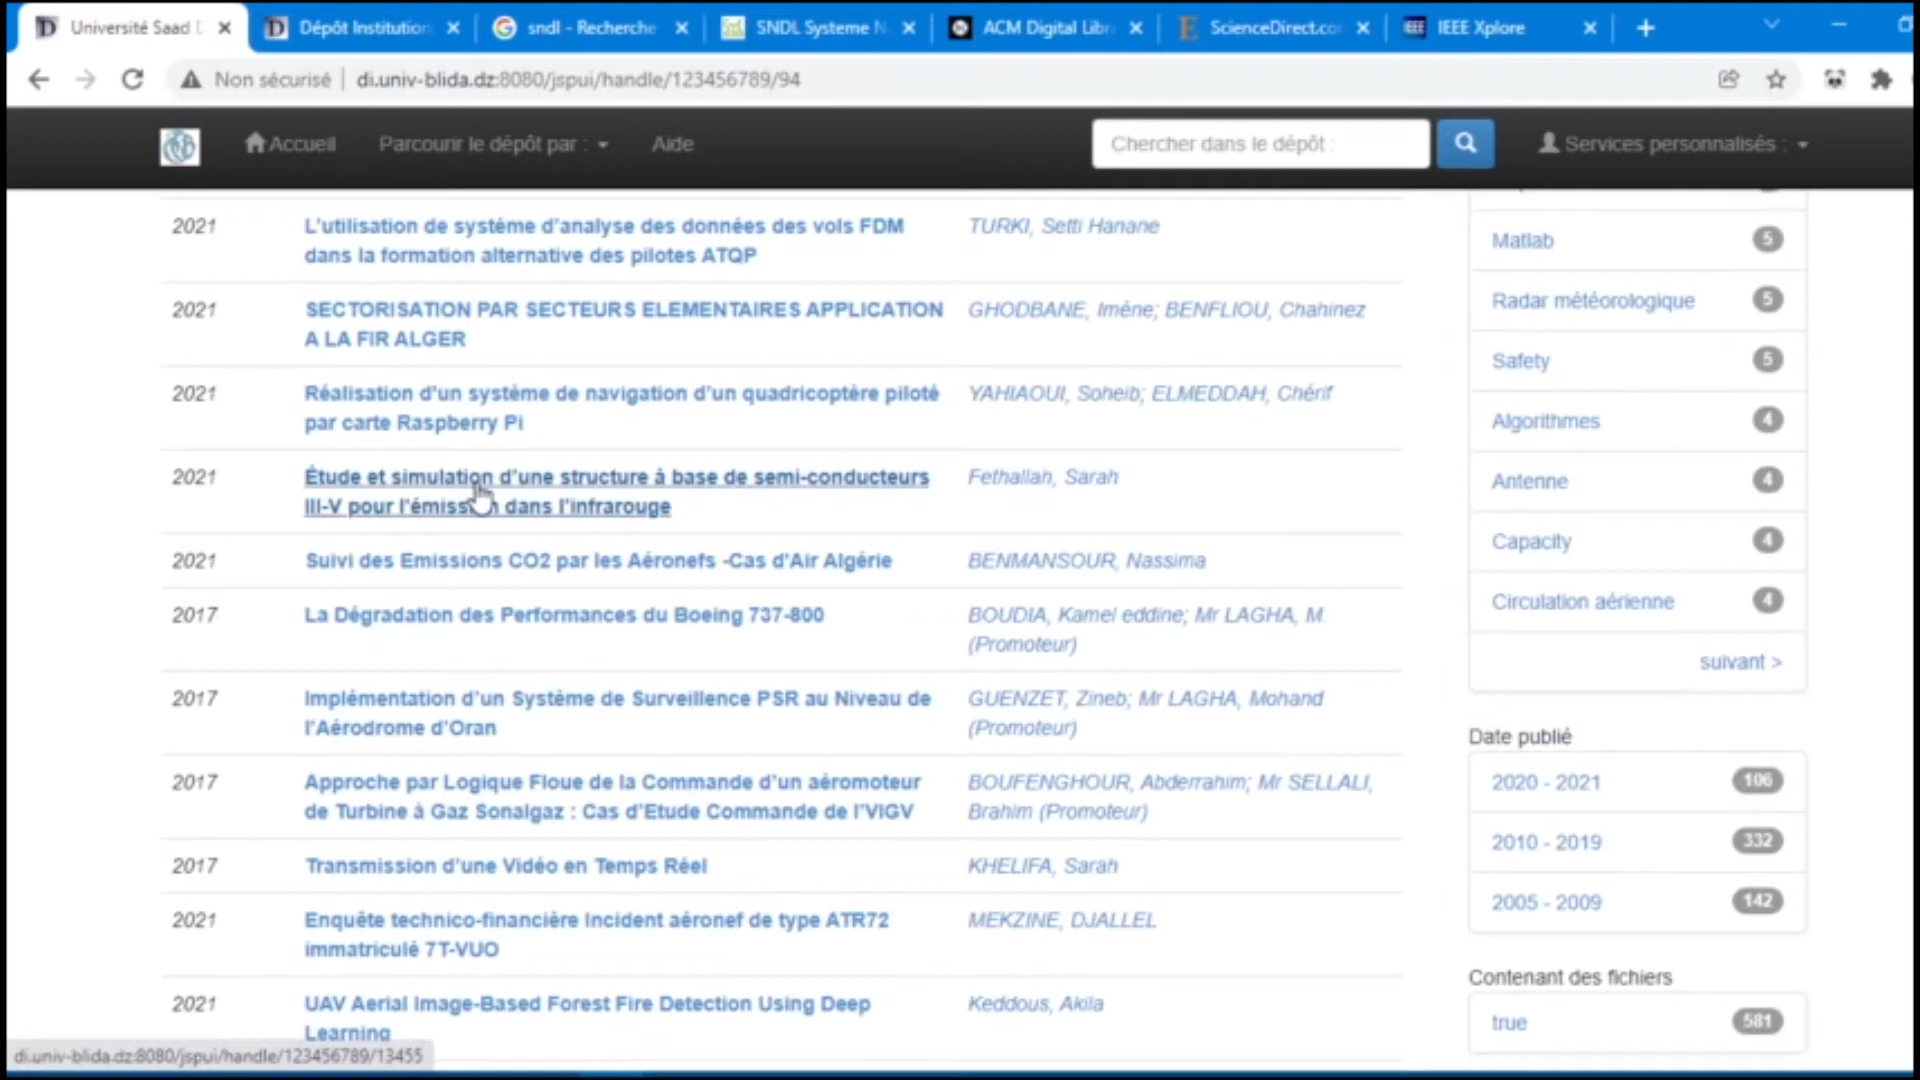 Université Saad D
Dépôt Institution
sndl - Recherche
SNDL Systeme N
ACM Digital Libr
ScienceDirect.co
IEEE Xplore
Non sécurisé
di.univ-blida.dz:8080/jspui/handle/123456789/94
Accueil
Parcourir le dépôt par :
Aide
Chercher dans le dépôt :
Services personnalisés :
2021
L'utilisation de systéme d'analyse des données des vols FDM
dans la formation alternative des pilotes ATQP
TURKI, Setti Hanane
2021
SECTORISATION PAR SECTEURS ELEMENTAIRES APPLICATION
A LA FIR ALGER
GHODBANE, Iméne; BENFLIOU, Chahinez
2021
Réalisation d'un système de navigation d'un quadricoptère piloté
par carte Raspberry Pi
YAHIAOUI, Soheib; ELMEDDAH, Chérif
2021
Étude et simulation d'une structure à base de semi-conducteurs
III-V pour l'émission dans l'infrarouge
Fethallah, Sarah
2021
Suivi des Emissions CO2 par les Aéronefs -Cas d'Air Algérie
BENMANSOUR, Nassima
2017
La Dégradation des Performances du Boeing 737-800
BOUDIA, Kamel eddine; Mr LAGHA, M.
(Promoteur)
2017
Implémentation d'un Système de Surveillence PSR au Niveau de
l'Aérodrome d'Oran
GUENZET, Zineb; Mr LAGHA, Mohand
(Promoteur)
2017
Approche par Logique Floue de la Commande d'un aéromoteur
de Turbine à Gaz Sonalgaz : Cas d'Etude Commande de l'VIGV
BOUFENGHOUR, Abderrahim; Mr SELLALI,
Brahim (Promoteur)
2017
Transmission d'une Vidéo en Temps Réel
KHELIFA, Sarah
2021
Enquête technico-financière Incident aéronef de type ATR72
immatriculé 7T-VUO
MEKZINE, DJALLEL
2021
UAV Aerial Image-Based Forest Fire Detection Using Deep
Learning
Keddous, Akila
Matlab 5
Radar météorologique 5
Safety 5
Algorithmes 4
Antenne 4
Capacity 4
Circulation aérienne 4
suivant >
Date publié
2020 - 2021 106
2010 - 2019 332
2005 - 2009 142
Contenant des fichiers
true 581
di.univ-blida.dz:8080/jspui/handle/123456789/13455